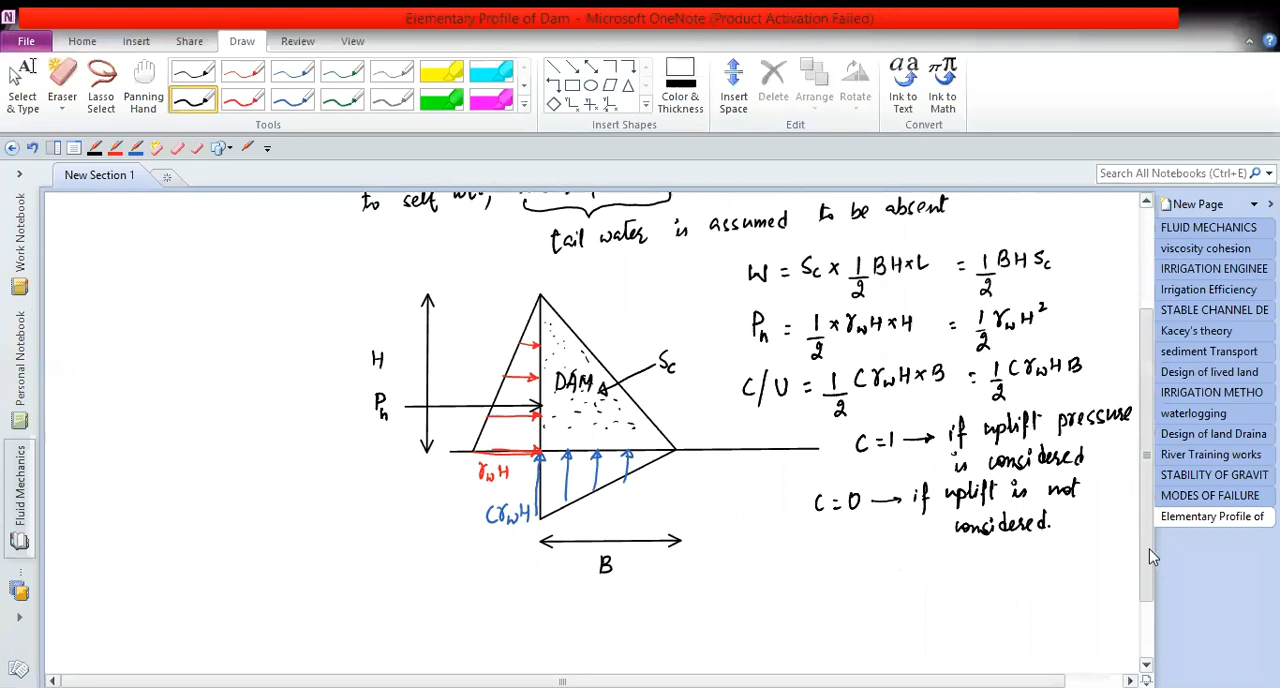 Elementary Profile of Dam - Microsoft OneNote (Product Activation Failed)
File Home Insert Share Draw Review View
Select & Type
Eraser
Lasso Select
Panning Hand
Color & Thickness
Insert Space
Delete
Arrange
Rotate
Ink to Text
Ink to Math
Tools
Insert Shapes
Edit
Convert
New Section 1
Search All Notebooks (Ctrl+E)
Work Notebook
Personal Notebook
Fluid Mechanics
New Page
FLUID MECHANICS
viscosity cohesion
IRRIGATION ENGINEE
Irrigation Efficiency
STABLE CHANNEL DE
Kacey's theory
sediment Transport
Design of lived land
IRRIGATION METHO
waterlogging
Design of land Draina
River Training works
STABILITY OF GRAVIT
MODES OF FAILURE
Elementary Profile of
to self wt,
tail water is assumed to be absent
W = Sc × 1/2 BH × L = 1/2 BH Sc
Ph = 1/2 × γwH × H = 1/2 γw H²
C/U = 1/2 CγwH × B = 1/2 CγwHB
C=1 → if uplift pressure
is considered
C=0 → if uplift is not
considered.
H
Ph
DAM
Sc
γwH
CγwH
B